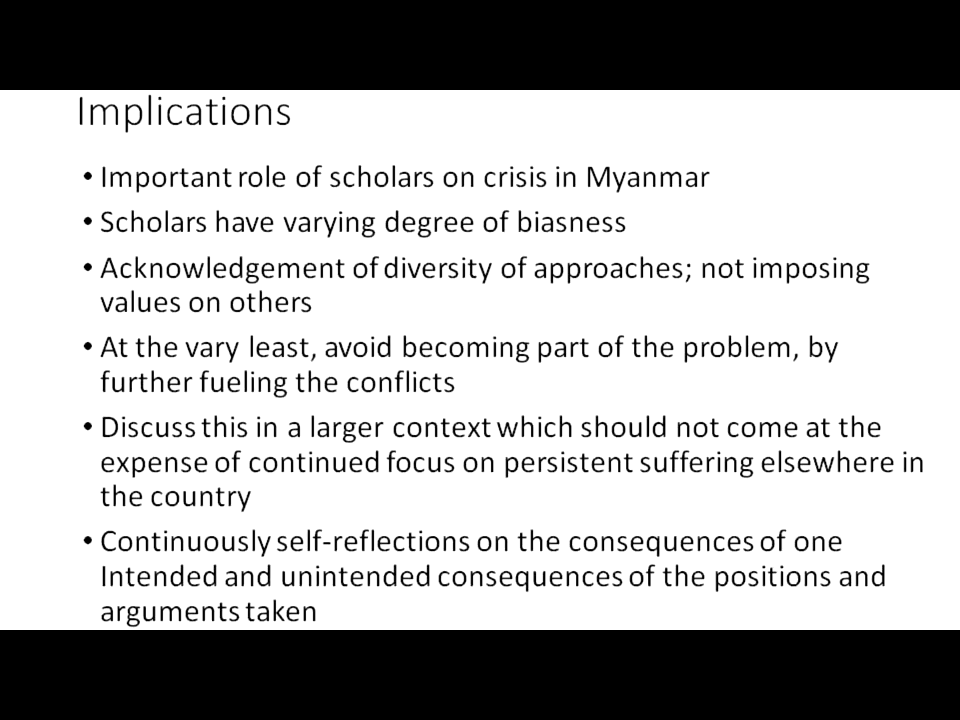 Implications
• Important role of scholars on crisis in Myanmar
• Scholars have varying degree of biasness
• Acknowledgement of diversity of approaches; not imposing
values on others
• At the vary least, avoid becoming part of the problem, by
further fueling the conflicts
• Discuss this in a larger context which should not come at the
expense of continued focus on persistent suffering elsewhere in
the country
• Continuously self-reflections on the consequences of one
Intended and unintended consequences of the positions and
arguments taken